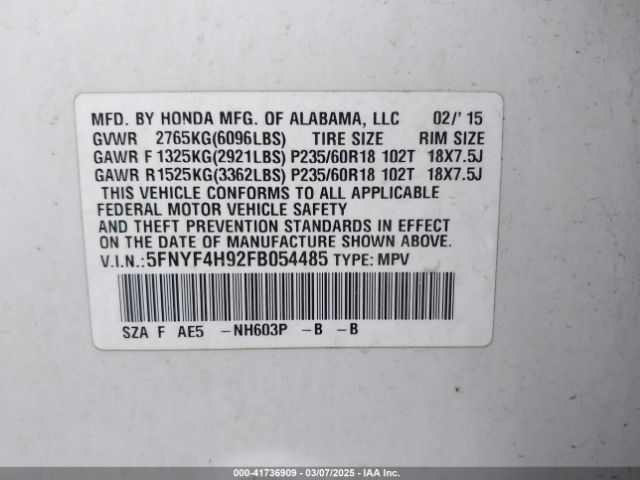 MFD. BY HONDA MFG. OF ALABAMA, LLC 02/' 15
GVWR 2765KG(6096LBS) TIRE SIZE RIM SIZE
GAWR F 1325KG(2921LBS) P235/60R18 102T 18X7.5J
GAWR R1525KG(3362LBS) P235/60R18 102T 18X7.5J
THIS VEHICLE CONFORMS TO ALL APPLICABLE
FEDERAL MOTOR VEHICLE SAFETY
AND THEFT PREVENTION STANDARDS IN EFFECT
ON THE DATE OF MANUFACTURE SHOWN ABOVE.
V.I.N.:5FNYF4H92FB054485 TYPE: MPV
SZA F AE5 -NH603P -B -B
000-41736909 - 03/07/2025 - IAA Inc.